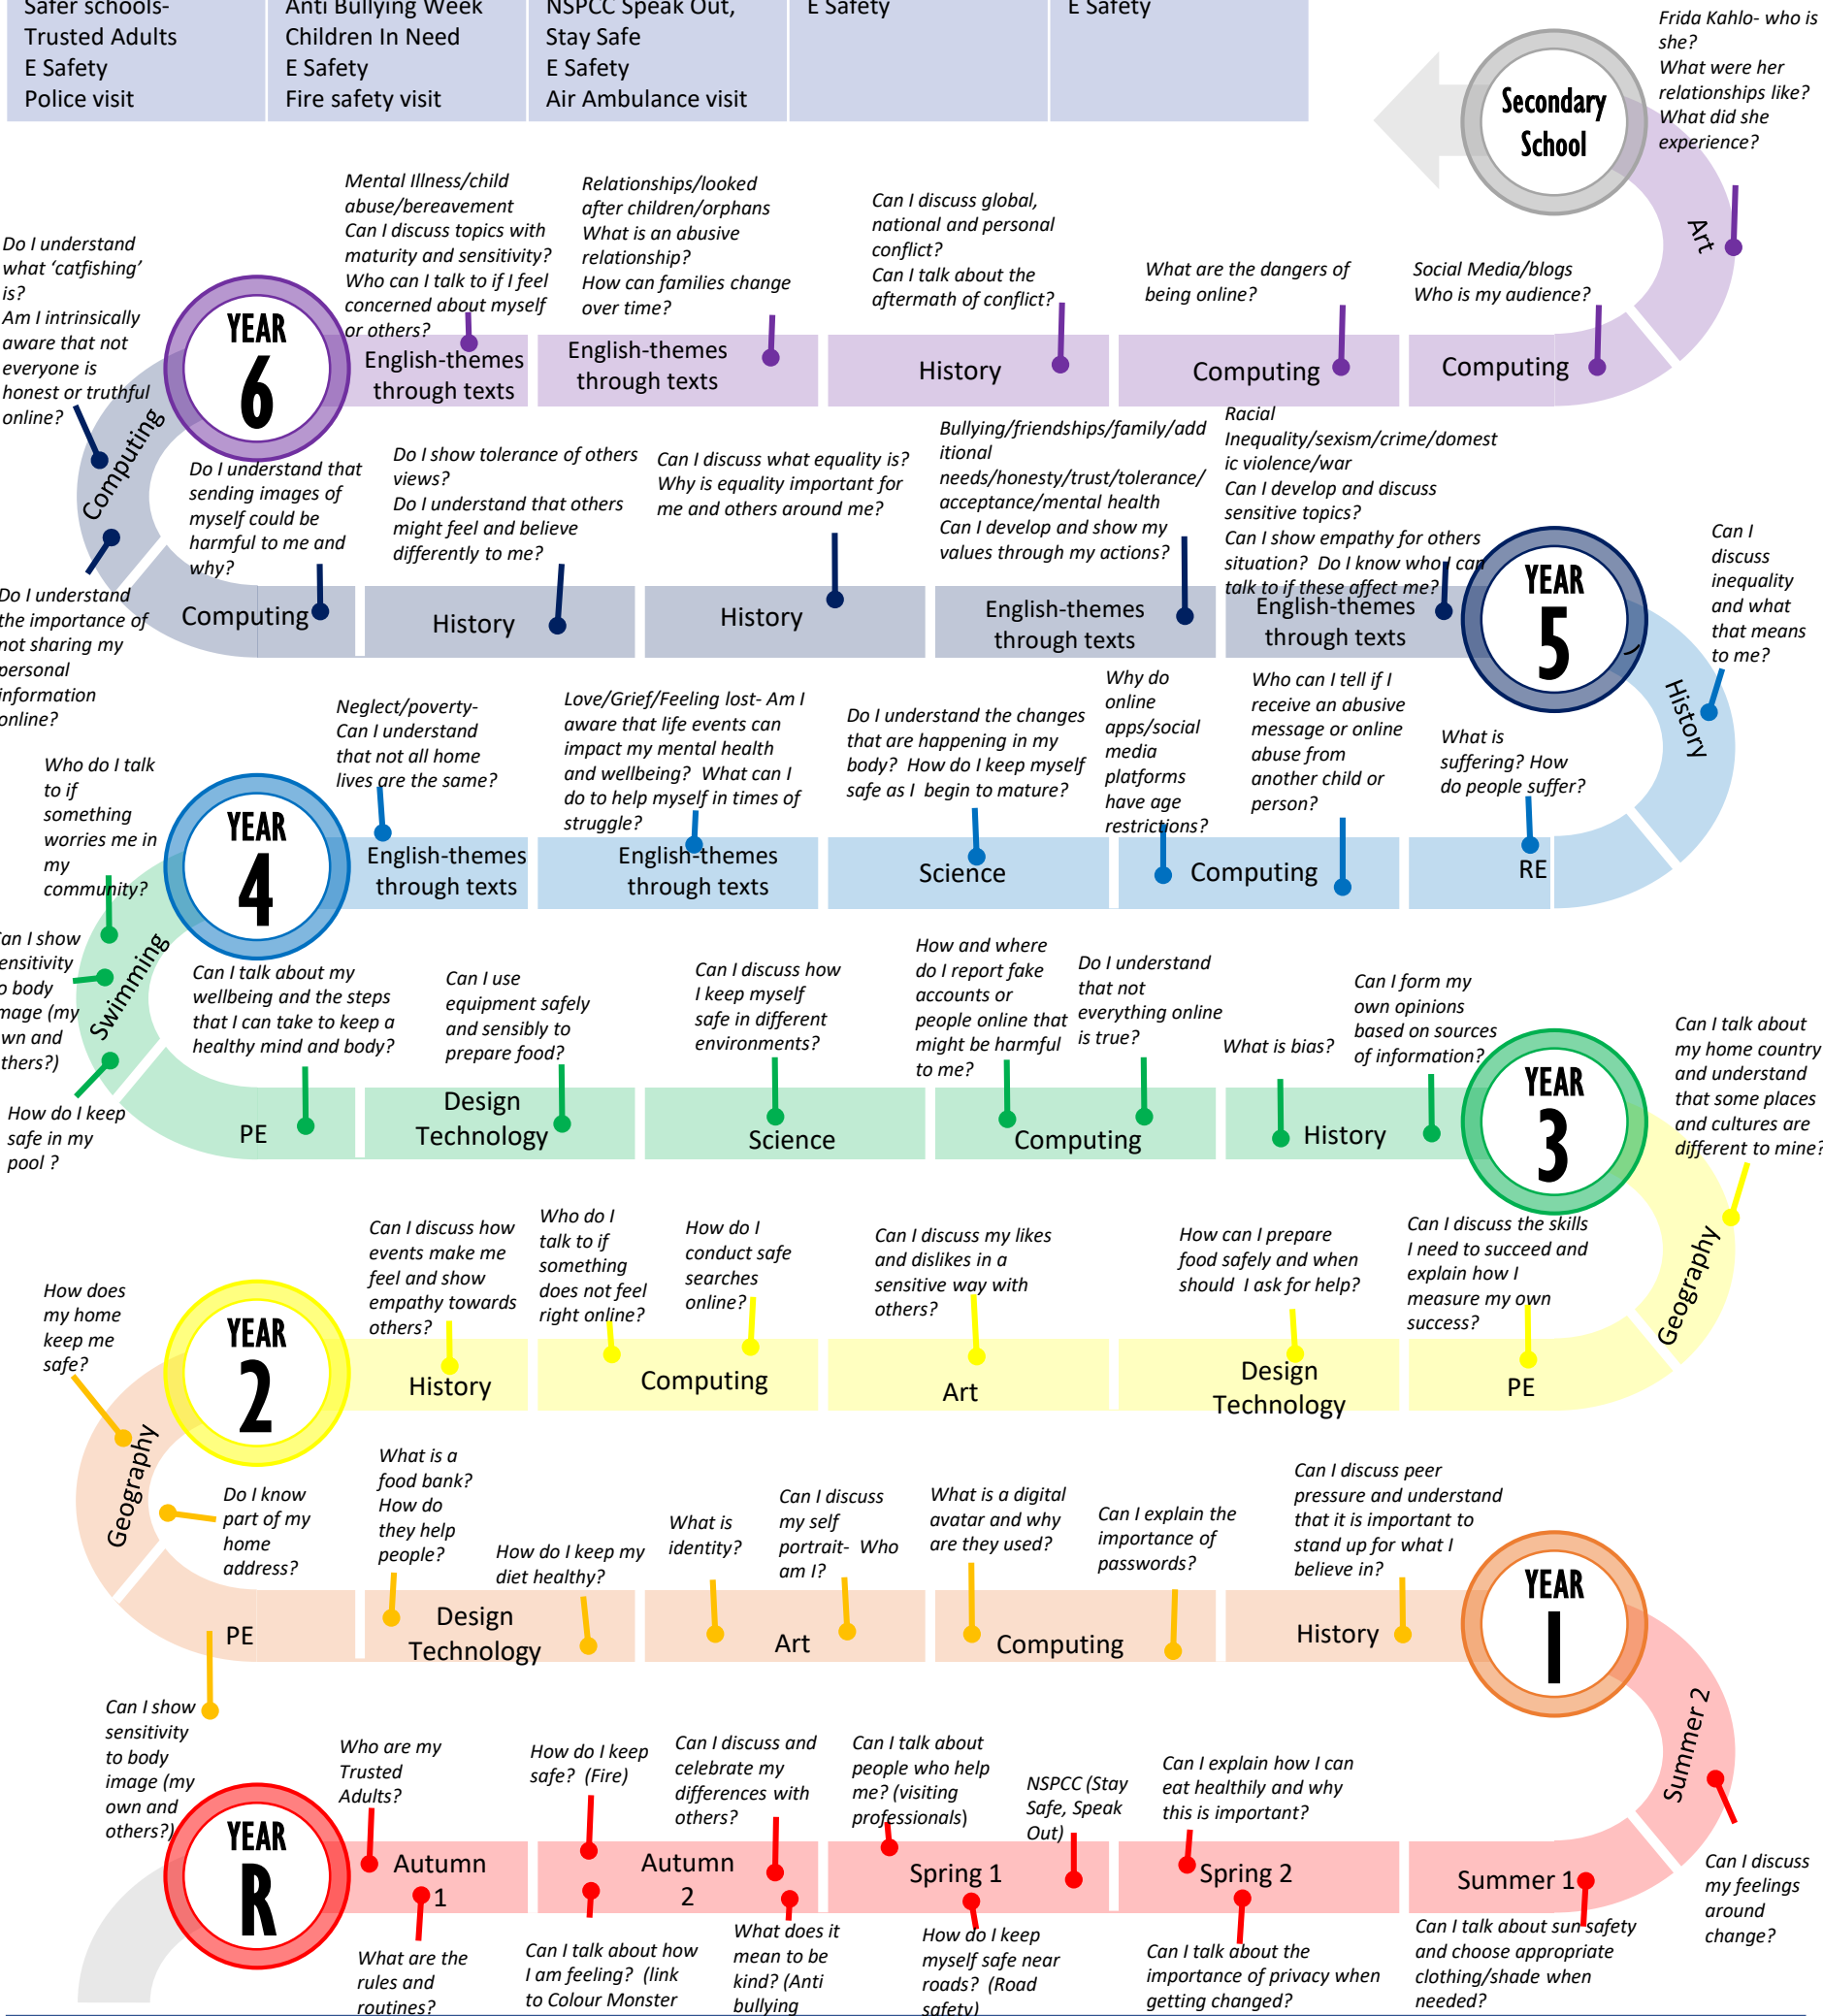 Safer schools-
Trusted Adults
E Safety
Police visit
Anti Bullying Week
Children In Need
E Safety
Fire safety visit
NSPCC Speak Out,
Stay Safe
E Safety
Air Ambulance visit
E Safety
E Safety
Frida Kahlo- who is
she?
What were her
relationships like?
What did she
experience?
Secondary
School
Art
Social Media/blogs
Who is my audience?
Computing
What are the dangers of
being online?
Computing
Can I discuss global,
national and personal
conflict?
Can I talk about the
aftermath of conflict?
History
Relationships/looked
after children/orphans
What is an abusive
relationship?
How can families change
over time?
English-themes
through texts
Mental Illness/child
abuse/bereavement
Can I discuss topics with
maturity and sensitivity?
Who can I talk to if I feel
concerned about myself
or others?
English-themes
through texts
YEAR
6
Do I understand
what ‘catfishing’
is?
Am I intrinsically
aware that not
everyone is
honest or truthful
online?
Computing
Do I understand
the importance of
not sharing my
personal
information
online?
Do I understand that
sending images of
myself could be
harmful to me and
why?
Computing
Do I show tolerance of others
views?
Do I understand that others
might feel and believe
differently to me?
History
Can I discuss what equality is?
Why is equality important for
me and others around me?
History
Bullying/friendships/family/add
itional
needs/honesty/trust/tolerance/
acceptance/mental health
Can I develop and show my
values through my actions?
English-themes
through texts
Racial
Inequality/sexism/crime/domest
ic violence/war
Can I develop and discuss
sensitive topics?
Can I show empathy for others
situation?  Do I know who I can
talk to if these affect me?
English-themes
through texts
YEAR
5
Can I
discuss
inequality
and what
that means
to me?
History
What is
suffering? How
do people suffer?
RE
Who can I tell if I
receive an abusive
message or online
abuse from
another child or
person?
Why do
online
apps/social
media
platforms
have age
restrictions?
Computing
Do I understand the changes
that are happening in my
body?  How do I keep myself
safe as I  begin to mature?
Science
Love/Grief/Feeling lost- Am I
aware that life events can
impact my mental health
and wellbeing?  What can I
do to help myself in times of
struggle?
English-themes
through texts
Neglect/poverty-
Can I understand
that not all home
lives are the same?
English-themes
through texts
YEAR
4
Who do I talk
to if
something
worries me in
my
community?
Can I show
sensitivity
to body
image (my
own and
others?)
Swimming
How do I keep
safe in my
pool ?
Can I talk about my
wellbeing and the steps
that I can take to keep a
healthy mind and body?
PE
Can I use
equipment safely
and sensibly to
prepare food?
Design
Technology
Can I discuss how
I keep myself
safe in different
environments?
Science
How and where
do I report fake
accounts or
people online that
might be harmful
to me?
Do I understand
that not
everything online
is true?
Computing
What is bias?
Can I form my
own opinions
based on sources
of information?
History
YEAR
3
Can I talk about
my home country
and understand
that some places
and cultures are
different to mine?
Geography
Can I discuss the skills
I need to succeed and
explain how I
measure my own
success?
PE
How can I prepare
food safely and when
should  I ask for help?
Design
Technology
Can I discuss my likes
and dislikes in a
sensitive way with
others?
Art
How do I
conduct safe
searches
online?
Who do I
talk to if
something
does not feel
right online?
Computing
Can I discuss how
events make me
feel and show
empathy towards
others?
History
YEAR
2
How does
my home
keep me
safe?
Geography
Do I know
part of my
home
address?
PE
Can I show
sensitivity
to body
image (my
own and
others?)
What is a
food bank?
How do
they help
people?
How do I keep my
diet healthy?
Design
Technology
What is
identity?
Can I discuss
my self
portrait-  Who
am I?
Art
What is a digital
avatar and why
are they used?
Can I explain the
importance of
passwords?
Computing
Can I discuss peer
pressure and understand
that it is important to
stand up for what I
believe in?
History
YEAR
1
Summer 2
Can I discuss
my feelings
around
change?
Summer 1
Can I talk about sun safety
and choose appropriate
clothing/shade when
needed?
Can I explain how I can
eat healthily and why
this is important?
Spring 2
Can I talk about the
importance of privacy when
getting changed?
Can I talk about
people who help
me? (visiting
professionals)
NSPCC (Stay
Safe, Speak
Out)
Spring 1
How do I keep
myself safe near
roads?  (Road
safety)
How do I keep
safe?  (Fire)
Can I discuss and
celebrate my
differences with
others?
Autumn
2
Can I talk about how
I am feeling?  (link
to Colour Monster
What does it
mean to be
kind? (Anti
bullying
Who are my
Trusted
Adults?
Autumn
1
What are the
rules and
routines?
YEAR
R